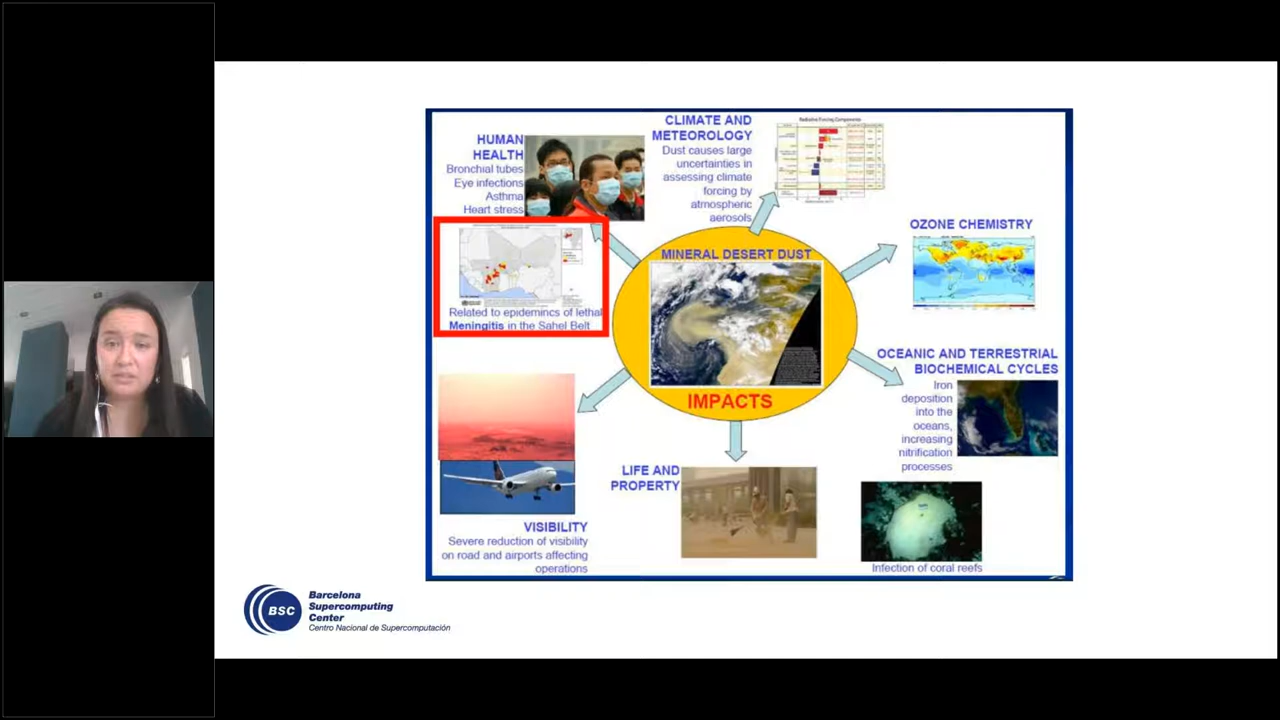 HUMAN
HEALTH
Bronchial tubes
Eye infections
Asthma
Heart stress
Related to epidemincs of lethal
Meningitis in the Sahel Belt
CLIMATE AND
METEOROLOGY
Dust causes large
uncertainties in
assessing climate
forcing by
atmospheric
aerosols
Radiative Forcing Components
OZONE CHEMISTRY
MINERAL DESERT DUST
IMPACTS
OCEANIC AND TERRESTRIAL
BIOCHEMICAL CYCLES
Iron
deposition
into the
oceans,
increasing
nitrification
processes
Infection of coral reefs
LIFE AND
PROPERTY
VISIBILITY
Severe reduction of visibility
on road and airports affecting
operations
BSC
Barcelona
Supercomputing
Center
Centro Nacional de Supercomputación